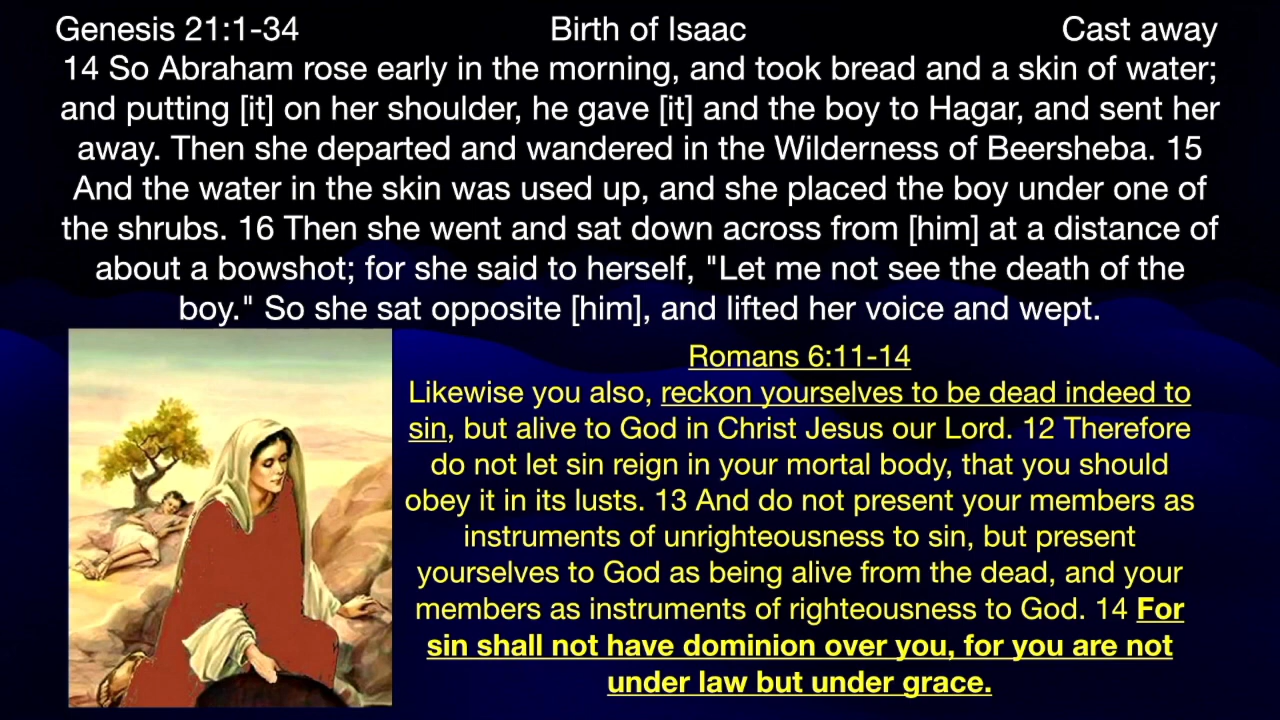 Genesis 21:1-34 Birth of Isaac Cast away
14 So Abraham rose early in the morning, and took bread and a skin of water;
and putting [it] on her shoulder, he gave [it] and the boy to Hagar, and sent her
away. Then she departed and wandered in the Wilderness of Beersheba. 15
And the water in the skin was used up, and she placed the boy under one of
the shrubs. 16 Then she went and sat down across from [him] at a distance of
about a bowshot; for she said to herself, "Let me not see the death of the
boy." So she sat opposite [him], and lifted her voice and wept.
Romans 6:11-14
Likewise you also, reckon yourselves to be dead indeed to
sin, but alive to God in Christ Jesus our Lord. 12 Therefore
do not let sin reign in your mortal body, that you should
obey it in its lusts. 13 And do not present your members as
instruments of unrighteousness to sin, but present
yourselves to God as being alive from the dead, and your
members as instruments of righteousness to God. 14 For
sin shall not have dominion over you, for you are not
under law but under grace.